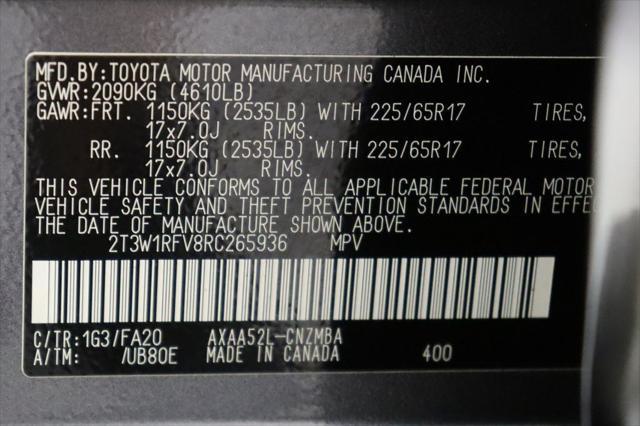 MFD.BY:TOYOTA MOTOR MANUFACTURING CANADA INC.
GVWR:2090KG (4610LB)
GAWR:FRT. 1150KG (2535LB) WITH 225/65R17 TIRES,
17x7.0J RIMS.
RR. 1150KG (2535LB) WITH 225/65R17 TIRES,
17x7.0J RIMS.
THIS VEHICLE CONFORMS TO ALL APPLICABLE FEDERAL MOTOR
VEHICLE SAFETY AND THEFT PREVENTION STANDARDS IN
THE DATE OF MANUFACTURE SHOWN ABOVE.
2T3W1RFV8RC265936 MPV
C/TR:1G3/FA20 AXAA52L-CNZMBA
A/TM: /UB80E MADE IN CANADA 400